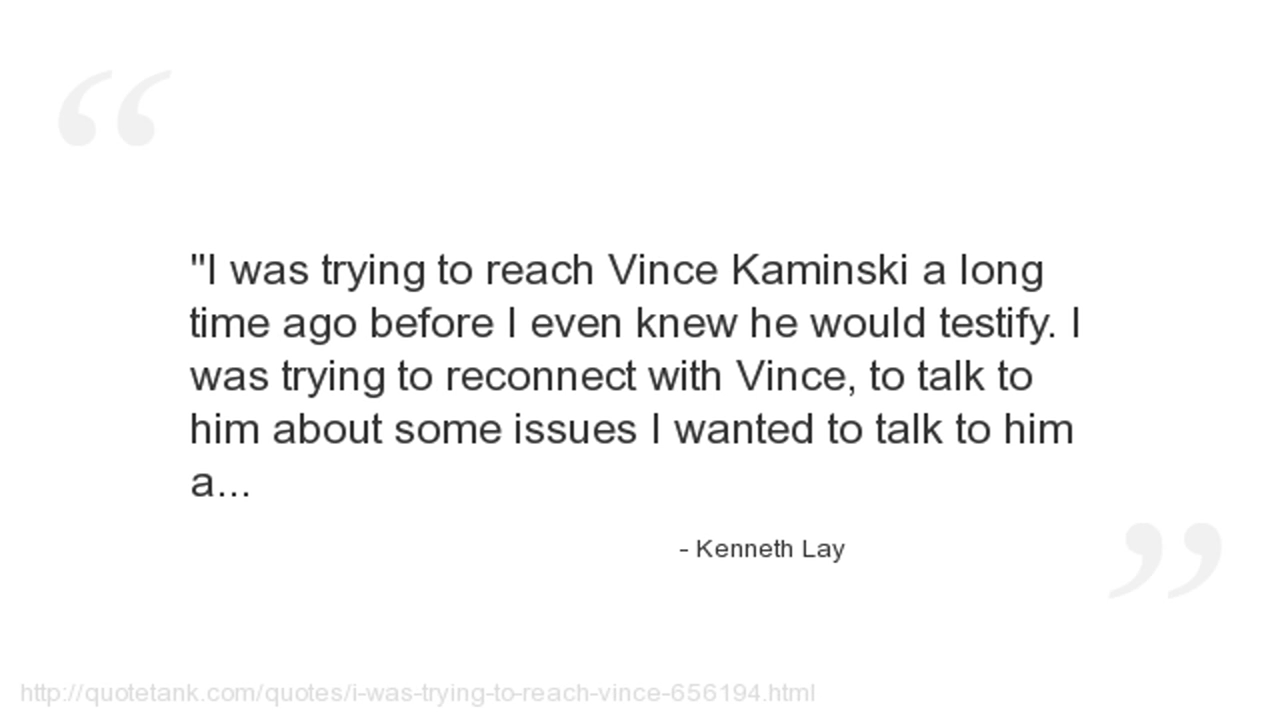 "I was trying to reach Vince Kaminski a long
time ago before I even knew he would testify. I
was trying to reconnect with Vince, to talk to
him about some issues I wanted to talk to him
a...
- Kenneth Lay
http://quotetank.com/quotes/i-was-trying-to-reach-vince-656194.html